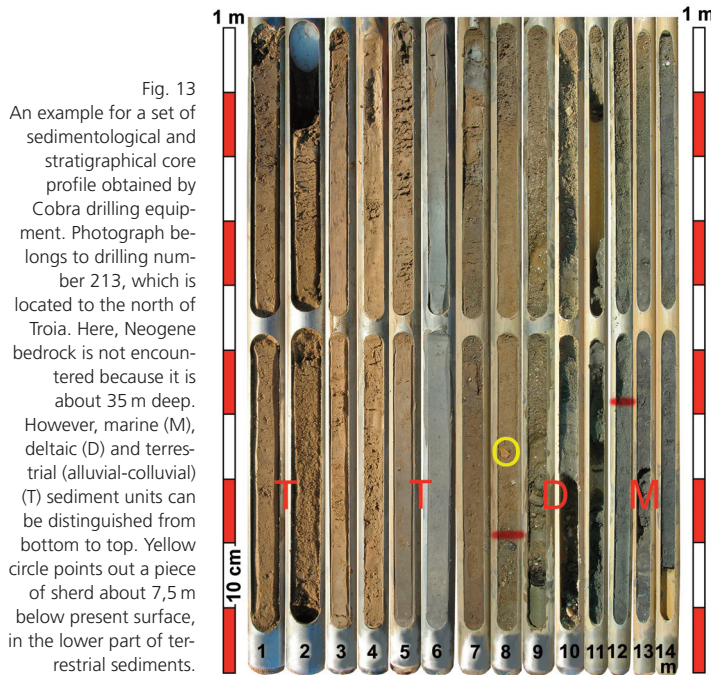 1 m
1 m
Fig. 13
An example for a set of
sedimentological and
stratigraphical core
profile obtained by
Cobra drilling equip-
ment. Photograph be-
longs to drilling num-
ber 213, which is
located to the north of
Troia. Here, Neogene
bedrock is not encoun-
tered because it is
about 35 m deep.
However, marine (M),
deltaic (D) and terres-
trial (alluvial-colluvial)
(T) sediment units can
be distinguished from
bottom to top. Yellow
circle points out a piece
of sherd about 7,5 m
below present surface,
in the lower part of ter-
restrial sediments.
T T D M
10 cm
1 2 3 4 5 6 7 8 9 10 11 12 13 14
m